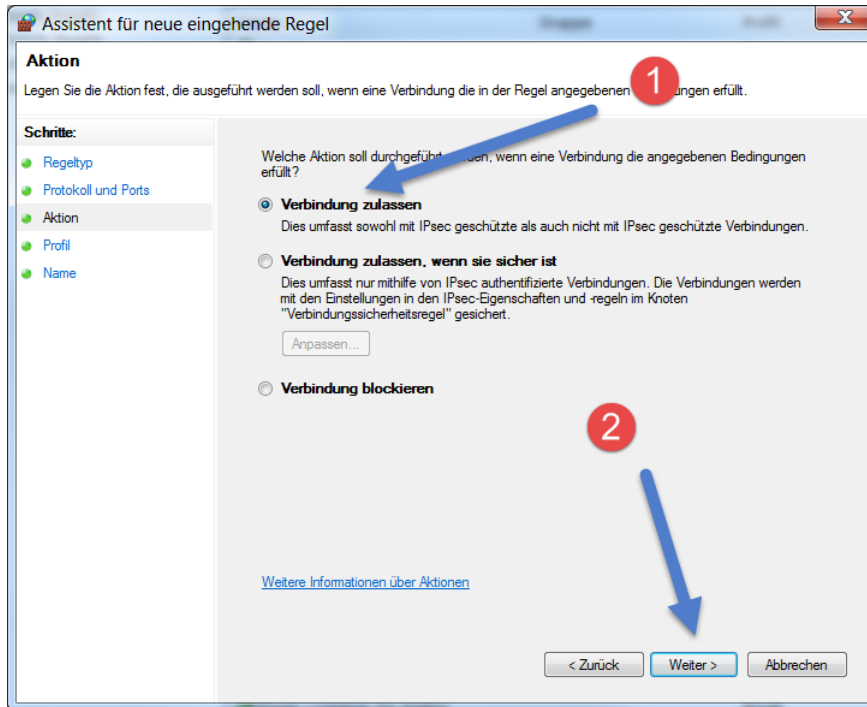 Assistent für neue eingehende Regel
Aktion
Legen Sie die Aktion fest, die ausgeführt werden soll, wenn eine Verbindung die in der Regel angegebenen ungen erfüllt.
1
Schritte:
Regeltyp
Protokoll und Ports
Aktion
Profil
Name
Welche Aktion soll durchgeführt werden, wenn eine Verbindung die angegebenen Bedingungen
erfüllt?
Verbindung zulassen
Dies umfasst sowohl mit IPsec geschützte als auch nicht mit IPsec geschützte Verbindungen.
Verbindung zulassen, wenn sie sicher ist
Dies umfasst nur mithilfe von IPsec authentifizierte Verbindungen. Die Verbindungen werden
mit den Einstellungen in den IPsec-Eigenschaften und -regeln im Knoten
"Verbindungssicherheitsregel" gesichert.
Anpassen...
Verbindung blockieren
2
Weitere Informationen über Aktionen
< Zurück
Weiter >
Abbrechen